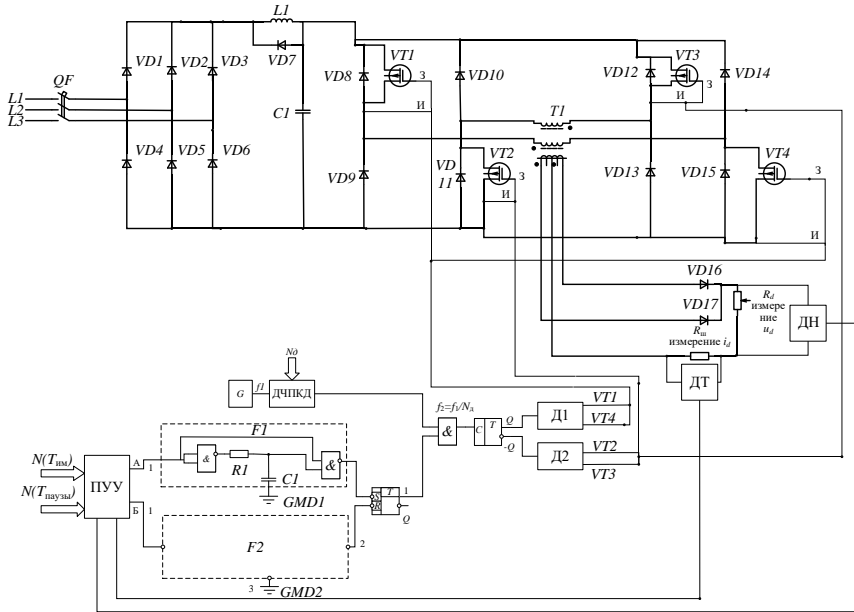 L1
VT1
VT3
QF
VD1
VD2
VD3
VD7
VD8
З
VD10
VD12
З
VD14
И
И
L1
L2
L3
C1
T1
VD4
VD5
VD6
VT2
VT4
VD9
VD
11
З
VD13
VD15
З
И
И
VD16
VD17
Rd
измере
ние
ud
Rш
измерение id
ДН
ДТ
Nд
G
f1
ДЧПКД
f2=f1/Nд
&
C
T
Q
-Q
Д1
Д2
VT1
VT4
VT2
VT3
F1
N(Tим)
А
1
&
R1
C1
&
GMD1
ПУУ
N(Tпаузы)
Б
1
S
T
1
R
Q
F2
2
3
GMD2